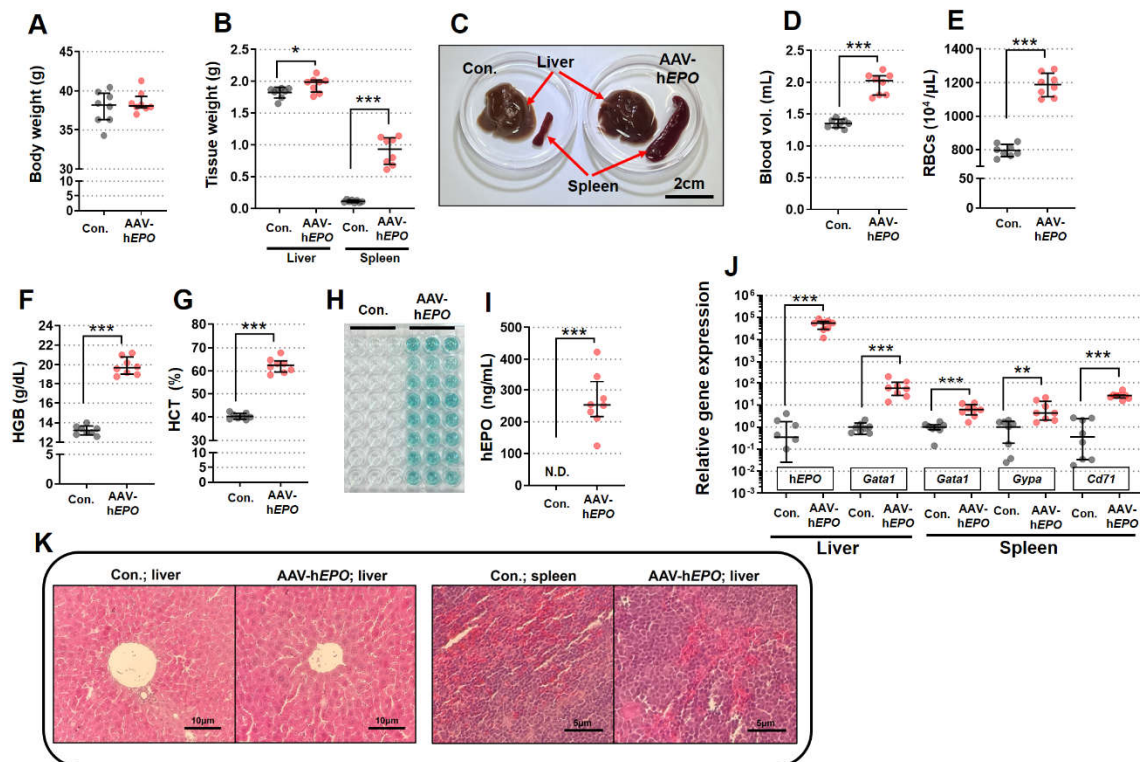 A
Body weight (g)
45
40
35
30
10
5
0
Con.
AAV-
hEPO
B
Tissue weight (g)
2.5
2.0
1.5
1.0
0.5
0.0
*
***
Con.
AAV-
hEPO
Con.
AAV-
hEPO
Liver
Spleen
C
Con.
Liver
AAV-
hEPO
Spleen
2cm
D
Blood vol. (mL)
2.5
2.0
1.5
1.0
0.5
0.0
***
Con.
AAV-
hEPO
E
RBCs (10⁴/μL)
1400
1200
1000
800
600
50
0
***
Con.
AAV-
hEPO
F
HGB (g/dL)
24
22
20
18
16
14
12
10
5
0
***
Con.
AAV-
hEPO
G
HCT (%)
80
70
60
50
40
30
10
5
0
***
Con.
AAV-
hEPO
H
Con.
AAV-
hEPO
I
hEPO (ng/mL)
500
400
300
200
100
0
***
N.D.
Con.
AAV-
hEPO
J
Relative gene expression
10⁶
10⁵
10⁴
10³
10²
10¹
10⁰
10⁻¹
10⁻²
10⁻³
***
***
***
**
***
hEPO
Gata1
Gata1
Gypa
Cd71
Con.
AAV-
hEPO
Con.
AAV-
hEPO
Con.
AAV-
hEPO
Con.
AAV-
hEPO
Con.
AAV-
hEPO
Liver
Spleen
K
Con.; liver
AAV-hEPO; liver
Con.; spleen
AAV-hEPO; liver
10μm
10μm
5μm
5μm